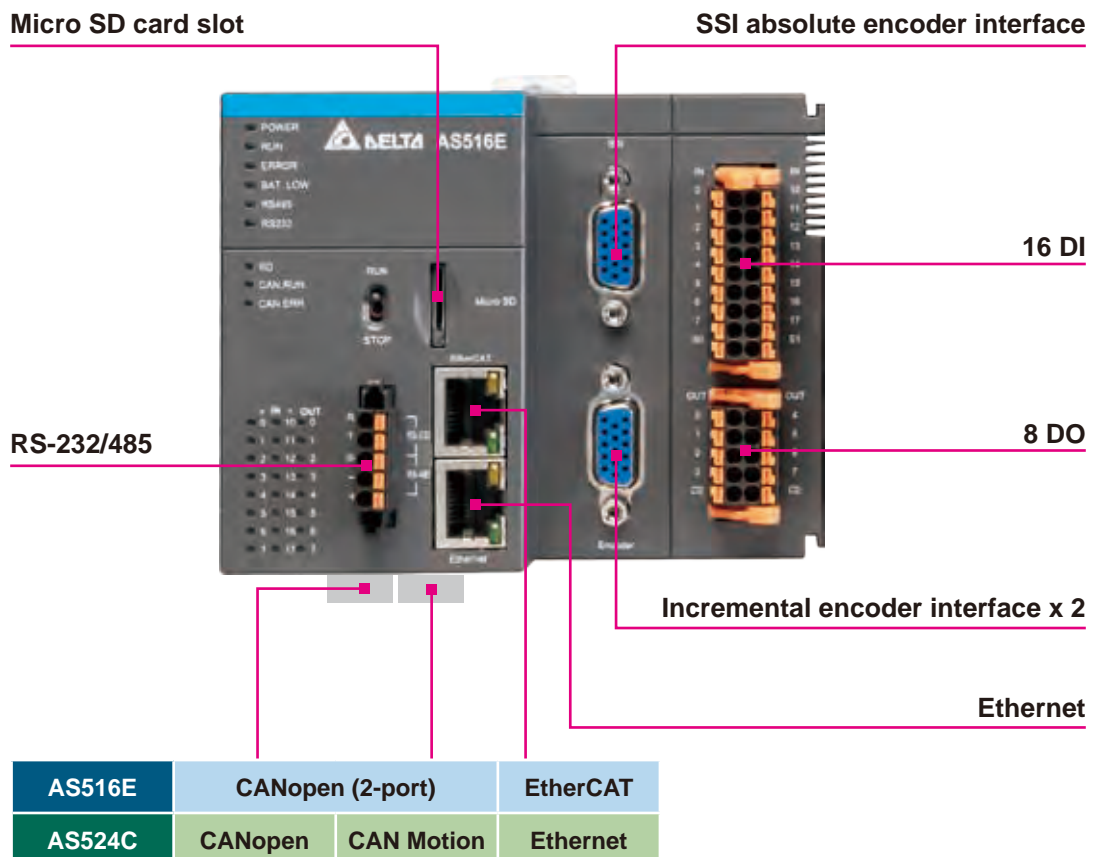 Micro SD card slot
SSI absolute encoder interface
POWER
RUN
ERROR
BAT. LOW
RS485
RS232
DELTA AS516E
SD
CAN RUN
CAN ERR
RUN
STOP
Micro SD
EtherCAT
16 DI
RS-232/485
8 DO
Ethernet
Encoder
Incremental encoder interface x 2
Ethernet
AS516E CANopen (2-port) EtherCAT
AS524C CANopen CAN Motion Ethernet